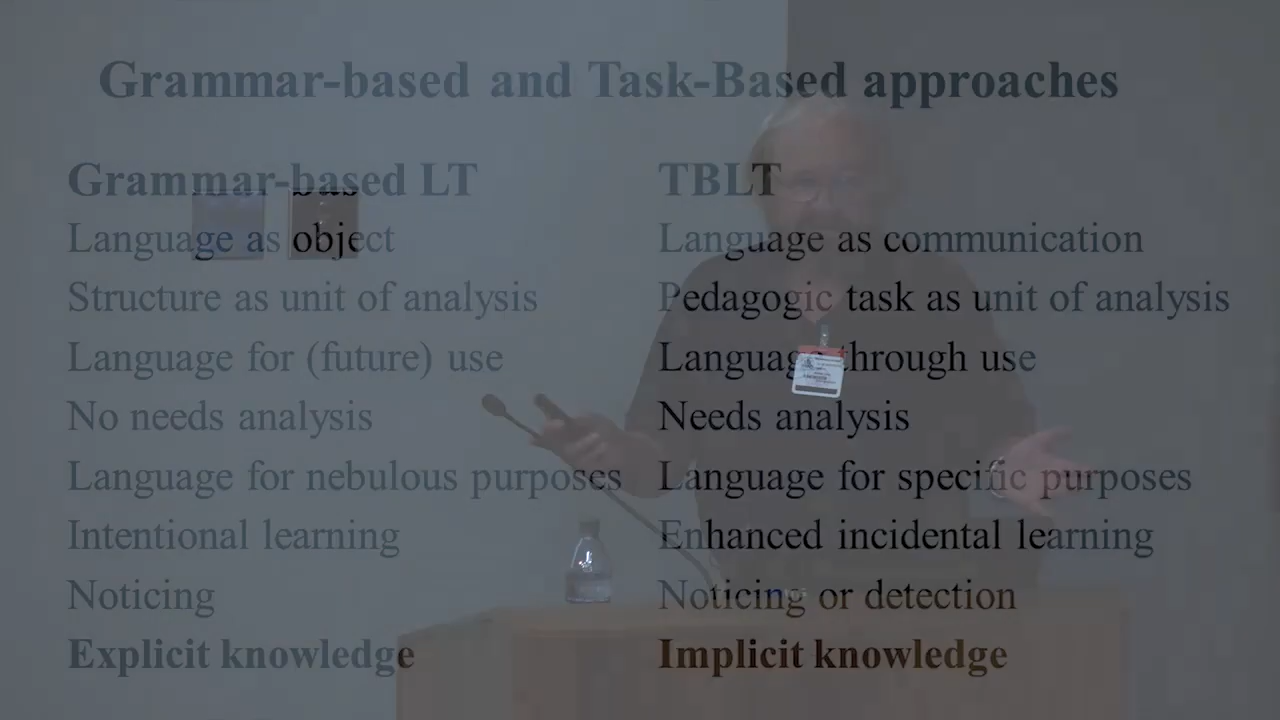 Grammar-based and Task-Based approaches
Grammar-based LT
Language as object
Structure as unit of analysis
Language for (future) use
No needs analysis
Language for nebulous purposes
Intentional learning
Noticing
Explicit knowledge
TBLT
Language as communication
Pedagogic task as unit of analysis
Language through use
Needs analysis
Language for specific purposes
Enhanced incidental learning
Noticing or detection
Implicit knowledge